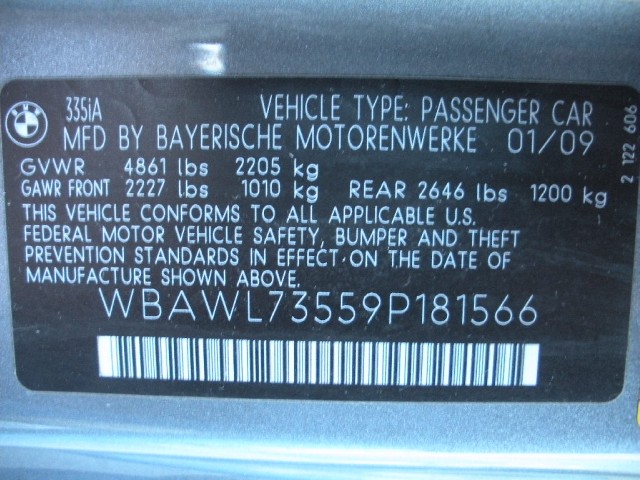 BMW 335iA VEHICLE TYPE: PASSENGER CAR
MFD BY BAYERISCHE MOTORENWERKE 01/09
GVWR 4861 lbs 2205 kg
GAWR FRONT 2227 lbs 1010 kg REAR 2646 lbs 1200 kg
THIS VEHICLE CONFORMS TO ALL APPLICABLE U.S.
FEDERAL MOTOR VEHICLE SAFETY, BUMPER AND THEFT
PREVENTION STANDARDS IN EFFECT ON THE DATE OF
MANUFACTURE SHOWN ABOVE.
WBAWL73559P181566
2 122 606